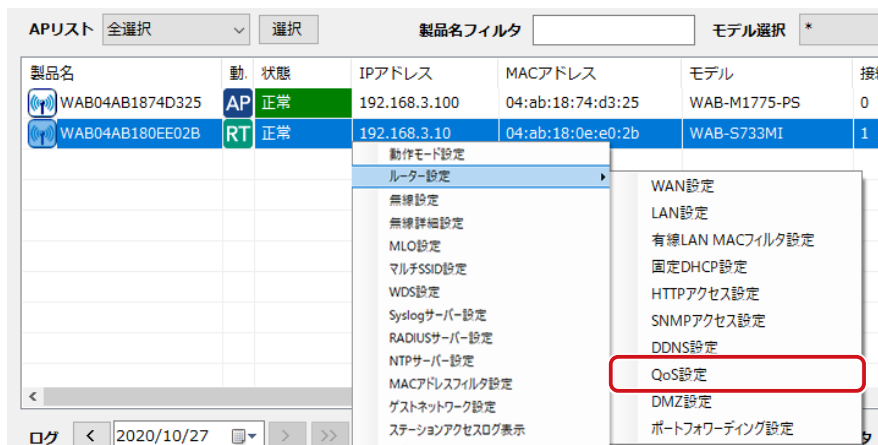 APリスト 全選択 選択 製品名フィルタ モデル選択 *
製品名 動. 状態 IPアドレス MACアドレス モデル
WAB04AB1874D325 AP 正常 192.168.3.100 04:ab:18:74:d3:25 WAB-M1775-PS 0
WAB04AB180EE02B RT 正常 192.168.3.10 04:ab:18:0e:e0:2b WAB-S733MI 1
動作モード設定
ルーター設定
無線設定
無線詳細設定
MLO設定
マルチSSID設定
WDS設定
Syslogサーバー設定
RADIUSサーバー設定
NTPサーバー設定
MACアドレスフィルタ設定
ゲストネットワーク設定
ステーションアクセスログ表示
WAN設定
LAN設定
有線LAN MACフィルタ設定
固定DHCP設定
HTTPアクセス設定
SNMPアクセス設定
DDNS設定
QoS設定
DMZ設定
ポートフォワーディング設定
ログ < 2020/10/27 > >>